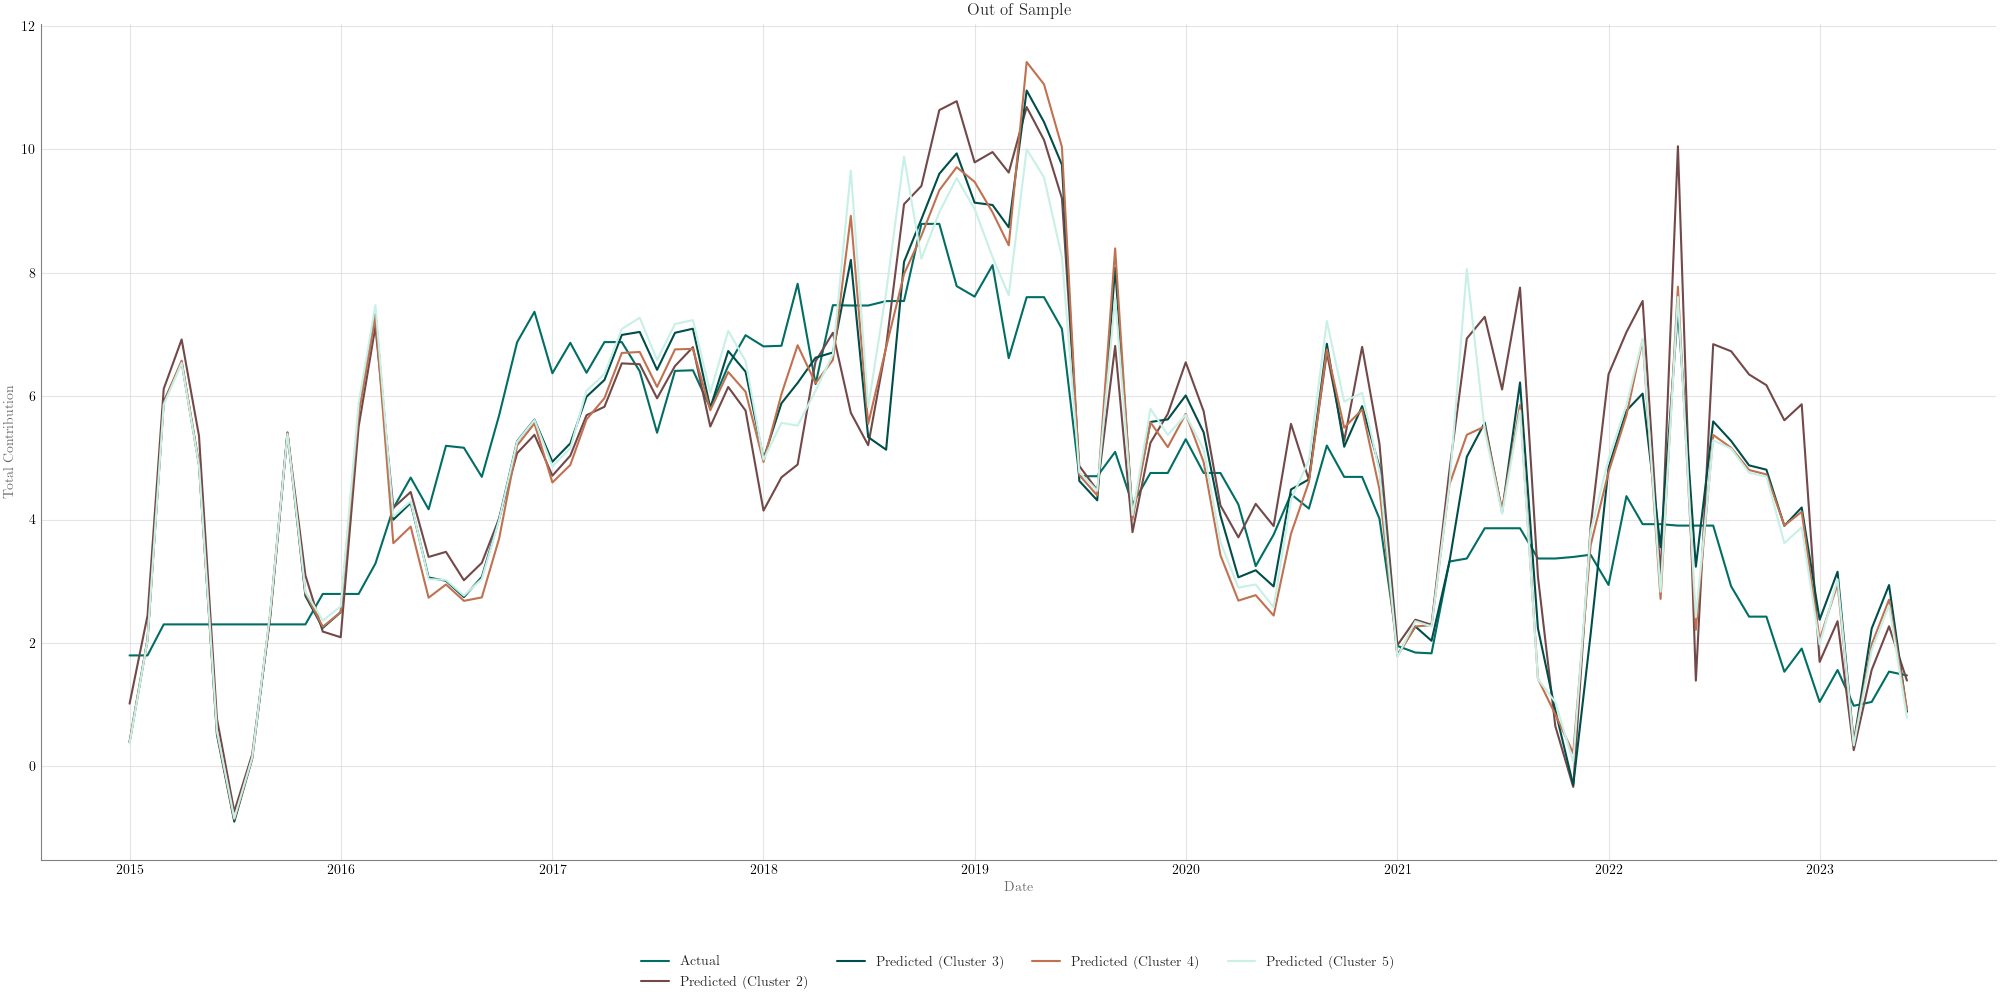 Out of Sample
12
10
8
6
4
2
0
Total Contribution
2015 2016 2017 2018 2019 2020 2021 2022 2023
Date
Actual Predicted (Cluster 3) Predicted (Cluster 4) Predicted (Cluster 5)
Predicted (Cluster 2)